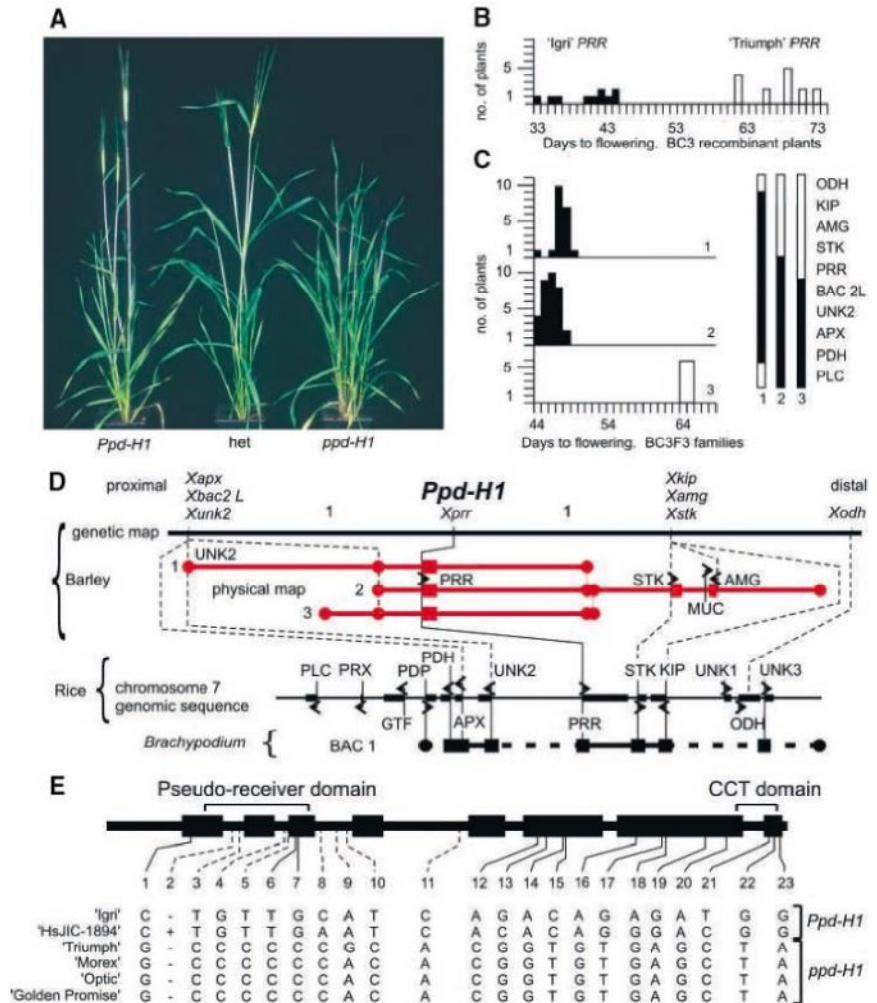 A
Ppd-H1 het ppd-H1
B
'Igri' PRR 'Triumph' PRR
no. of plants
5
1
33 43 53 63 73
Days to flowering. BC3 recombinant plants
C
no. of plants
10
5
1
1
10
5
1
2
10
5
1
3
44 54 64
Days to flowering. BC3F3 families
ODH
KIP
AMG
STK
PRR
BAC 2L
UNK2
APX
PDH
PLC
1 2 3
D
proximal Xapx Ppd-H1 Xkip distal
Xbac2 L Xamg
Xunk2 1 Xprr 1 Xstk Xodh
genetic map
Barley
UNK2
1
physical map 2 PRR STK AMG
MUC
3
Rice
chromosome 7
genomic sequence
PLC PRX PDP PDH UNK2 STK KIP UNK1 UNK3
GTF APX PRR ODH
Brachypodium { BAC 1
E
Pseudo-receiver domain CCT domain
1 2 3 4 5 6 7 8 9 10 11 12 13 14 15 16 17 18 19 20 21 22 23
'Igri' C - T G T T G C A T C A G A C A G A G A T G G
'HsJIC-1894' C + T G T T G A A T C A G A C A G G G A C G G
Ppd-H1
'Triumph' G - C C C C C C G C A C G G T G T G A G C T A
'Morex' G - C C C C C C A C A C G G T G T G A G C T A
'Optic' G - C C C C C C A C A C G G T G T G A G C T A
'Golden Promise' G - C C C C C C A C A C G G T G T G A G C T A
ppd-H1